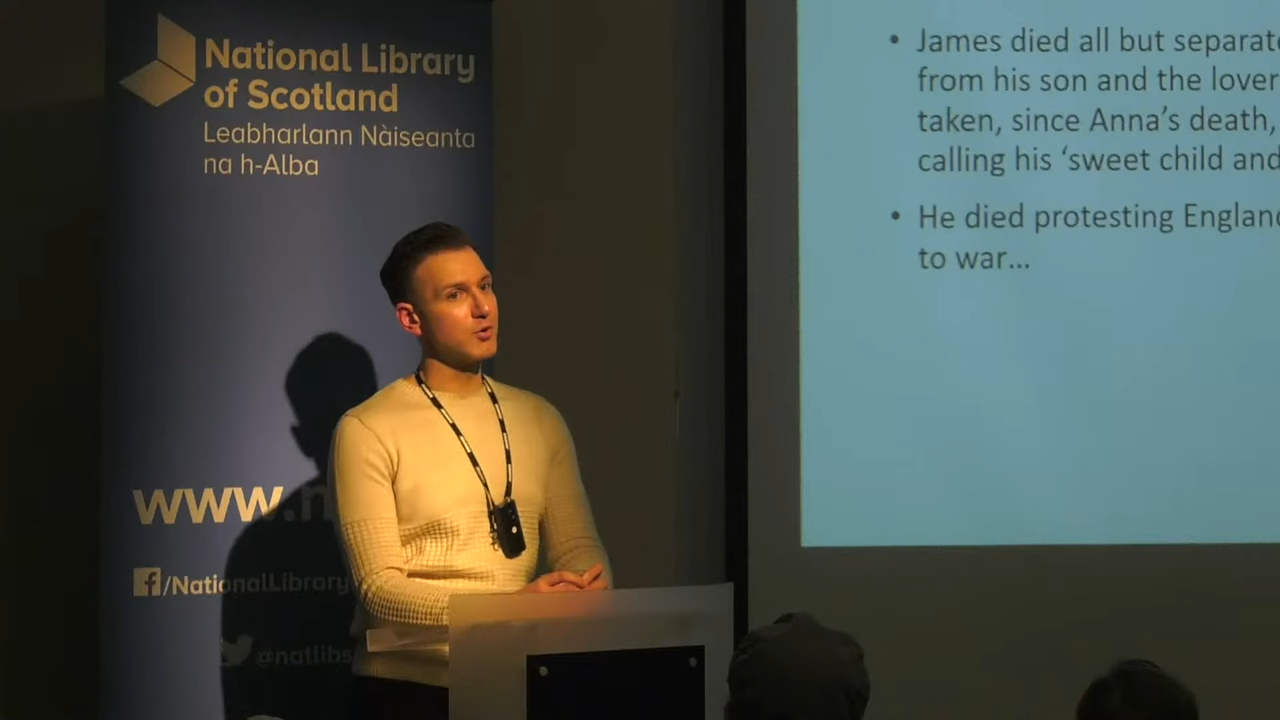 National Library
of Scotland
Leabharlann Nàiseanta
na h-Alba
www.n
/NationalLibrary
@natlibs
• James died all but separate
from his son and the lover
taken, since Anna's death,
calling his ‘sweet child and
• He died protesting England
to war...